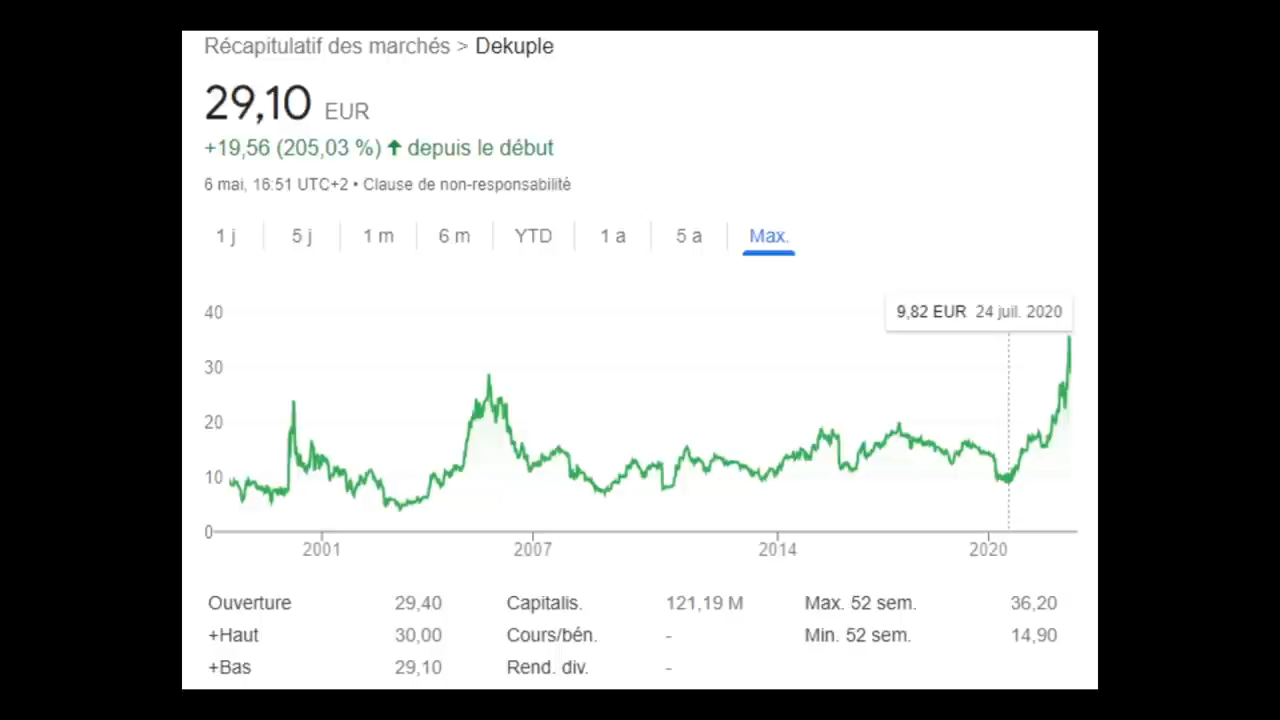 Récapitulatif des marchés > Dekuple
29,10 EUR
+19,56 (205,03 %) ↑ depuis le début
6 mai, 16:51 UTC+2 • Clause de non-responsabilité
1 j 5 j 1 m 6 m YTD 1 a 5 a Max.
9,82 EUR 24 juil. 2020
40
30
20
10
0
2001 2007 2014 2020
Ouverture 29,40 Capitalis. 121,19 M Max. 52 sem. 36,20
+Haut 30,00 Cours/bén. - Min. 52 sem. 14,90
+Bas 29,10 Rend. div. -